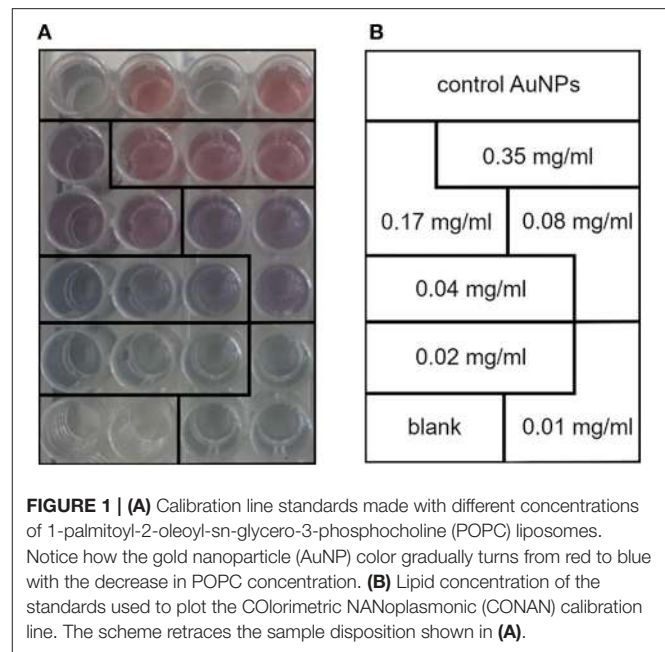 A
B
control AuNPs
0.35 mg/ml
0.17 mg/ml
0.08 mg/ml
0.04 mg/ml
0.02 mg/ml
blank
0.01 mg/ml
FIGURE 1 | (A) Calibration line standards made with different concentrations
of 1-palmitoyl-2-oleoyl-sn-glycero-3-phosphocholine (POPC) liposomes.
Notice how the gold nanoparticle (AuNP) color gradually turns from red to blue
with the decrease in POPC concentration. (B) Lipid concentration of the
standards used to plot the COlorimetric NANoplasmonic (CONAN) calibration
line. The scheme retraces the sample disposition shown in (A).